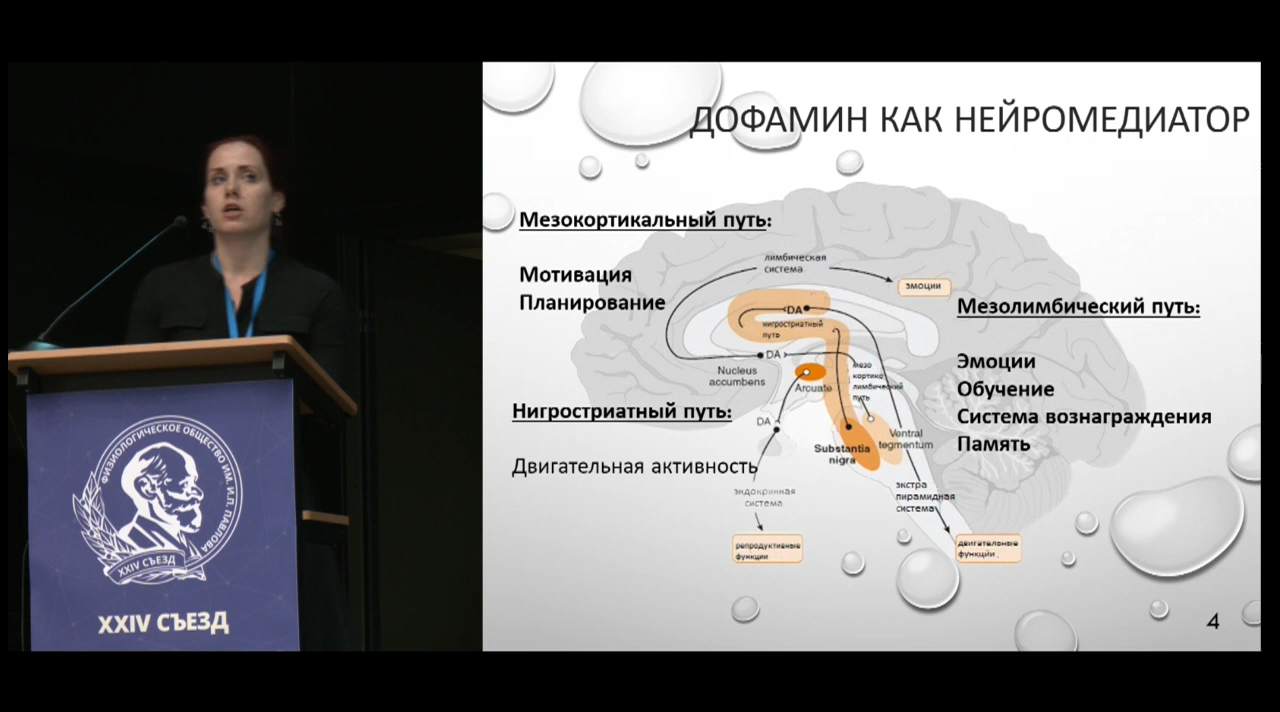 ДОФАМИН КАК НЕЙРОМЕДИАТОР
Мезокортикальный путь:
Мотивация
Планирование
Нигростриатный путь:
Двигательная активность
лимбическая
система
эмоции
DA
нигростриатный
путь
DA
Nucleus
accumbens
Arcuate
мезо
кортико
лимбический
путь
DA
Substantia
nigra
Ventral
tegmentum
эндокринная
система
экстра
пирамидная
система
репродуктивные
функции
двигательные
функции
Мезолимбический путь:
Эмоции
Обучение
Система вознаграждения
Память
4
ФИЗИОЛОГИЧЕСКОЕ ОБЩЕСТВО ИМ. И.П. ПАВЛОВА
XXIV СЪЕЗД
XXIV СЪЕЗД